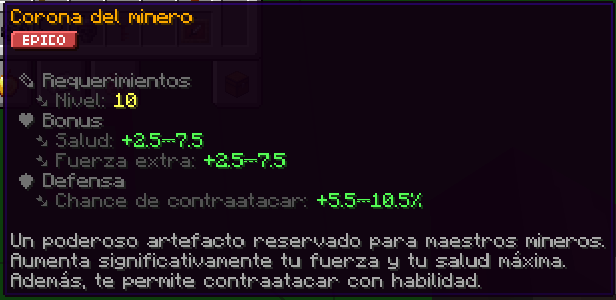 Corona del minero
EPICO
Requerimientos
Nivel: 10
Bonus
Salud: +2.5—7.5
Fuerza extra: +2.5—7.5
Defensa
Chance de contraatacar: +5.5—10.5%
Un poderoso artefacto reservado para maestros mineros.
Aumenta significativamente tu fuerza y tu salud máxima.
Además, te permite contraatacar con habilidad.